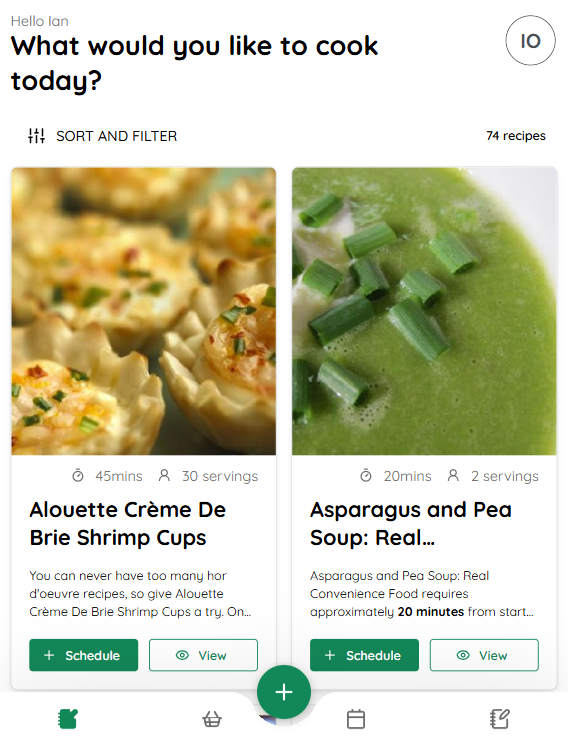 Hello Ian
What would you like to cook
today?
IO
SORT AND FILTER
74 recipes
45mins 30 servings
Alouette Crème De
Brie Shrimp Cups
You can never have too many hor
d'oeuvre recipes, so give Alouette
Crème De Brie Shrimp Cups a try. On...
+ Schedule
View
20mins 2 servings
Asparagus and Pea
Soup: Real...
Asparagus and Pea Soup: Real
Convenience Food requires
approximately 20 minutes from start...
+ Schedule
View
+